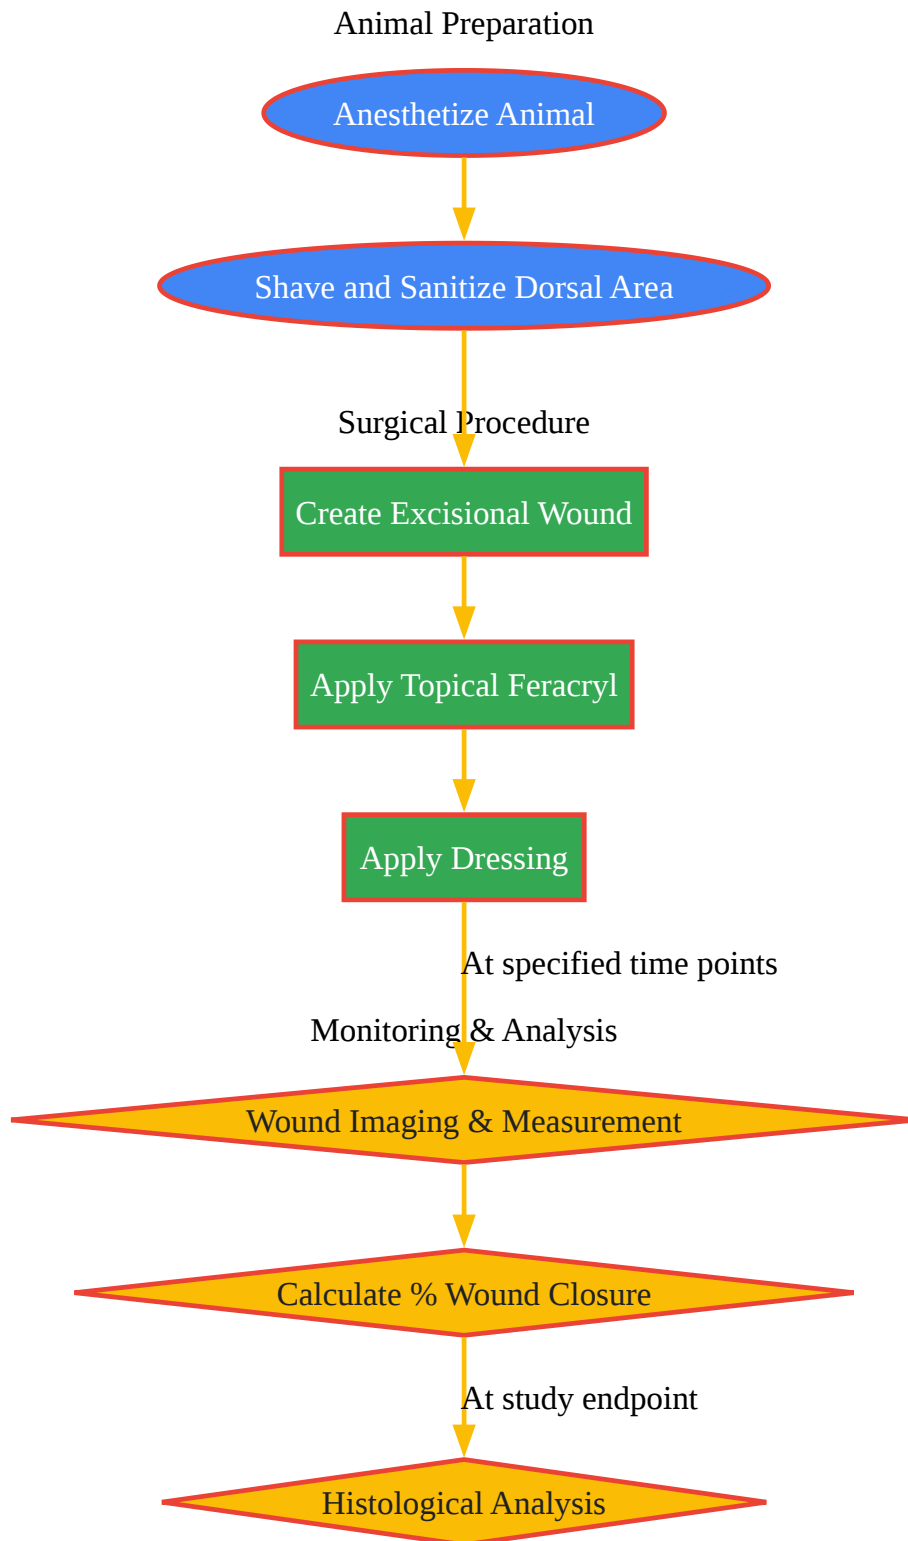 Animal Preparation
Anesthetize Animal
Shave and Sanitize Dorsal Area
Surgical Procedure
Create Excisional Wound
Apply Topical Feracryl
Apply Dressing
At specified time points
Monitoring & Analysis
Wound Imaging & Measurement
Calculate % Wound Closure
At study endpoint
Histological Analysis